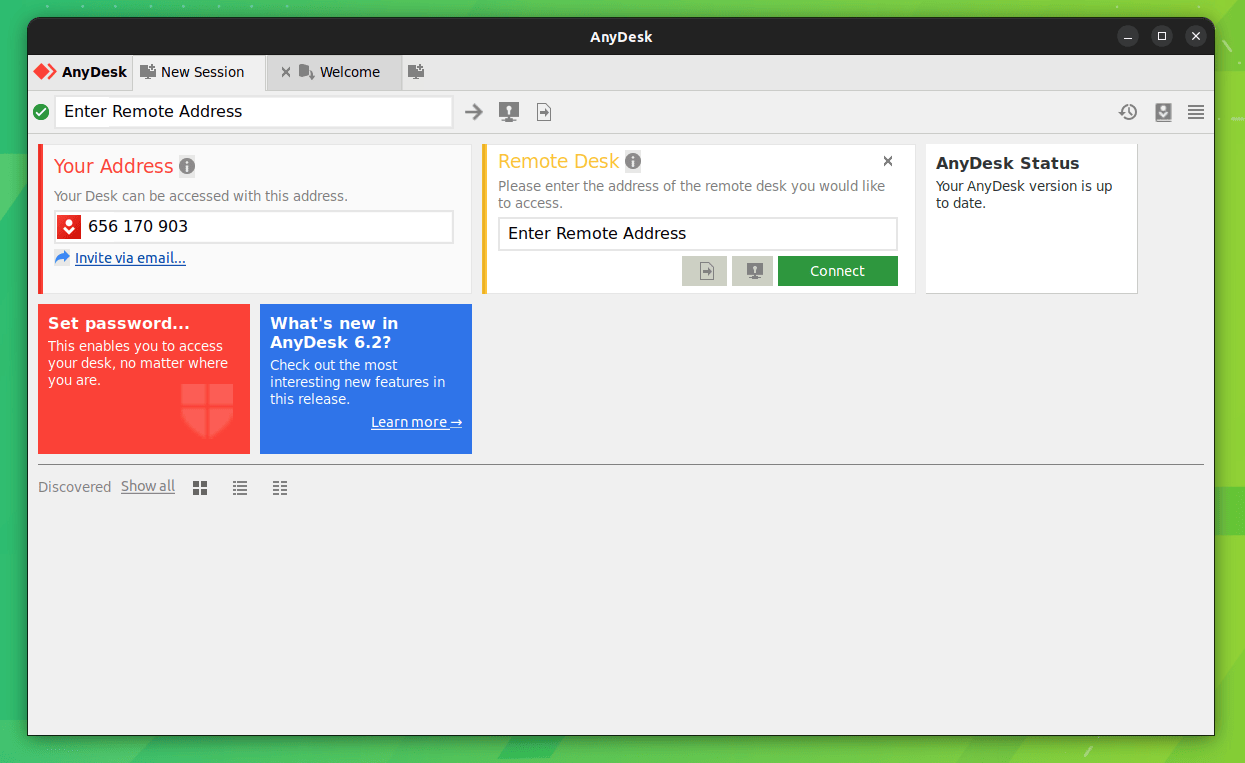 AnyDesk
AnyDesk
New Session
Welcome
Enter Remote Address
Your Address
Your Desk can be accessed with this address.
656 170 903
Invite via email...
Remote Desk
Please enter the address of the remote desk you would like
to access.
Enter Remote Address
Connect
AnyDesk Status
Your AnyDesk version is up
to date.
Set password...
This enables you to access
your desk, no matter where
you are.
What's new in
AnyDesk 6.2?
Check out the most
interesting new features in
this release.
Learn more →
Discovered
Show all